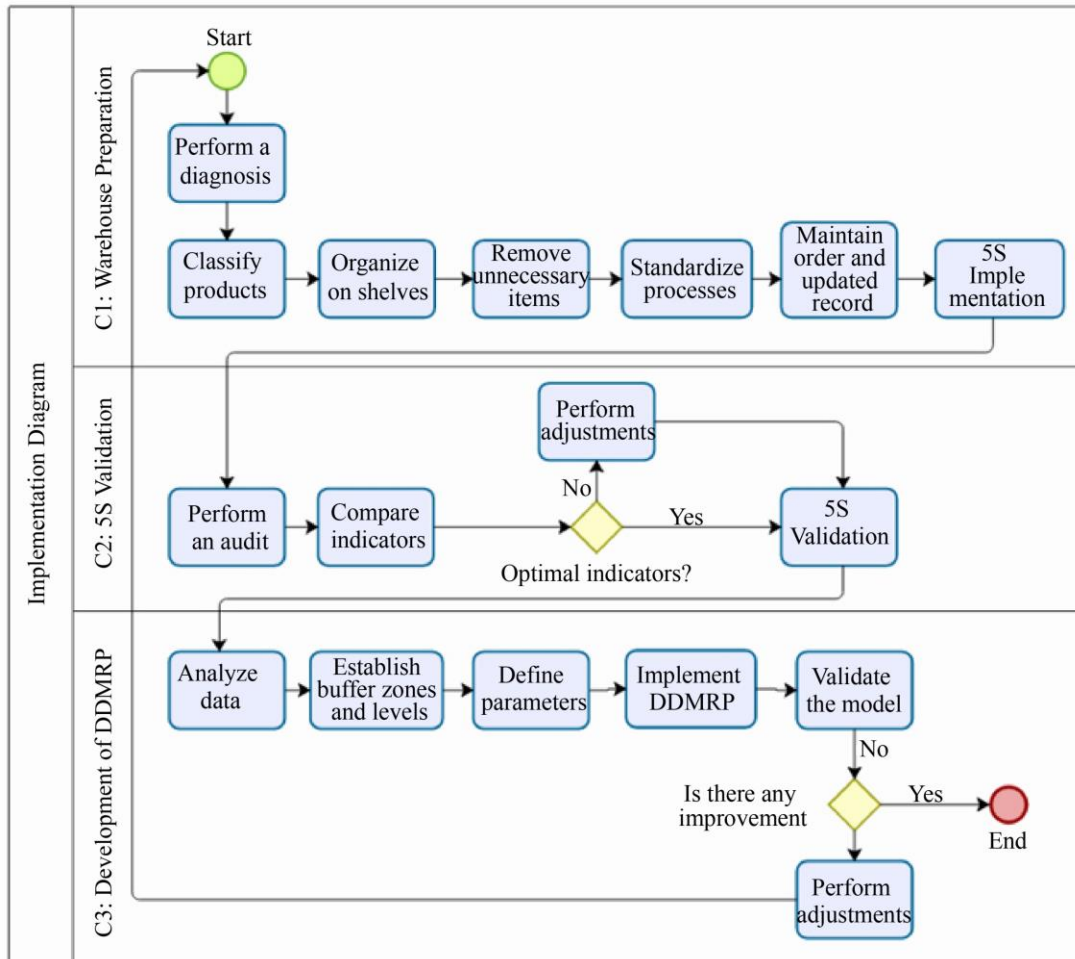 Implementation Diagram
C1: Warehouse Preparation
Start
Perform a
diagnosis
Classify
products
Organize
on shelves
Remove
unnecessary
items
Standardize
processes
Maintain
order and
updated
record
5S
Imple
mentation
C2: 5S Validation
Perform
an audit
Compare
indicators
Optimal indicators?
No
Perform
adjustments
Yes
5S
Validation
C3: Development of DDMRP
Analyze
data
Establish
buffer zones
and levels
Define
parameters
Implement
DDMRP
Validate
the model
No
Is there any
improvement
Yes
End
Perform
adjustments